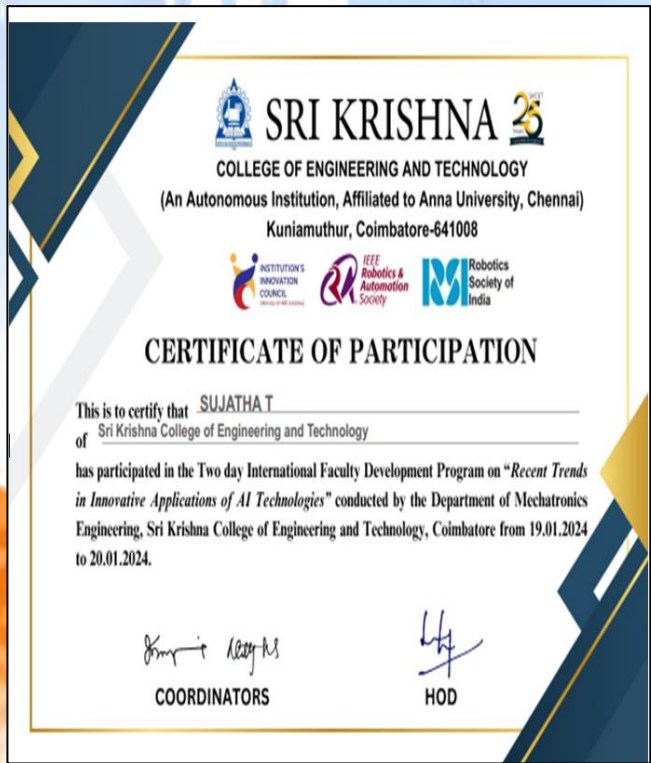 SRI KRISHNA
SKCET
25
Years
COLLEGE OF ENGINEERING AND TECHNOLOGY
(An Autonomous Institution, Affiliated to Anna University, Chennai)
Kuniamuthur, Coimbatore-641008
INSTITUTION'S
INNOVATION
COUNCIL
IEEE
Robotics &
Automation
Society
RSI
Robotics
Society of
India
CERTIFICATE OF PARTICIPATION
This is to certify that SUJATHA T
of Sri Krishna College of Engineering and Technology
has participated in the Two day International Faculty Development Program on “Recent Trends
in Innovative Applications of AI Technologies” conducted by the Department of Mechatronics
Engineering, Sri Krishna College of Engineering and Technology, Coimbatore from 19.01.2024
to 20.01.2024.
COORDINATORS
HOD